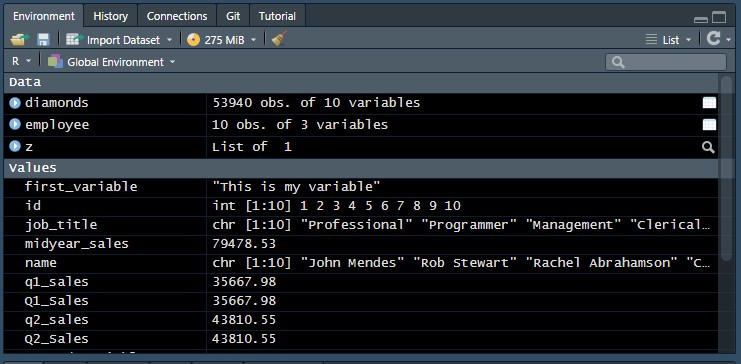 Environment History Connections Git Tutorial
Import Dataset 275 MiB List
R Global Environment
Data
diamonds 53940 obs. of 10 variables
employee 10 obs. of 3 variables
z List of 1
Values
first_variable "This is my variable"
id int [1:10] 1 2 3 4 5 6 7 8 9 10
job_title chr [1:10] "Professional" "Programmer" "Management" "Clerical…
midyear_sales 79478.53
name chr [1:10] "John Mendes" "Rob Stewart" "Rachel Abrahamson" "C…
q1_sales 35667.98
Q1_Sales 35667.98
q2_sales 43810.55
Q2_Sales 43810.55